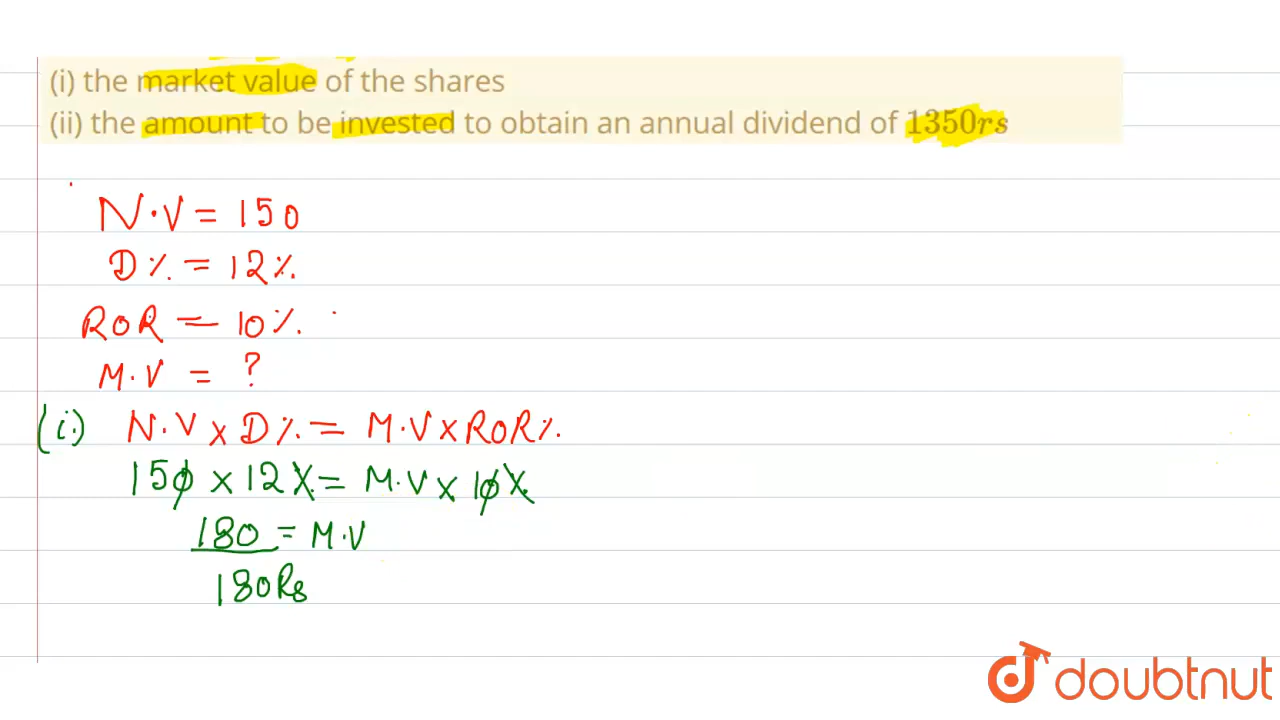 (i) the market value of the shares
(ii) the amount to be invested to obtain an annual dividend of 1350rs
N.V = 150
D% = 12%
ROR = 10%.
M.V = ?
(i.) N.V × D% = M.V × ROR%.
150 × 12% = M.V × 10%
180 = M.V
180Rs
doubtnut